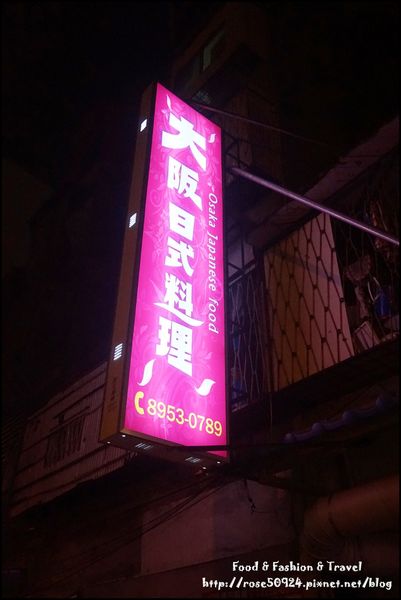 大阪日式料理
Osaka Japanese food
8953-0789
Food & Fashion & Travel
http://rose50924.pixnet.net/blog